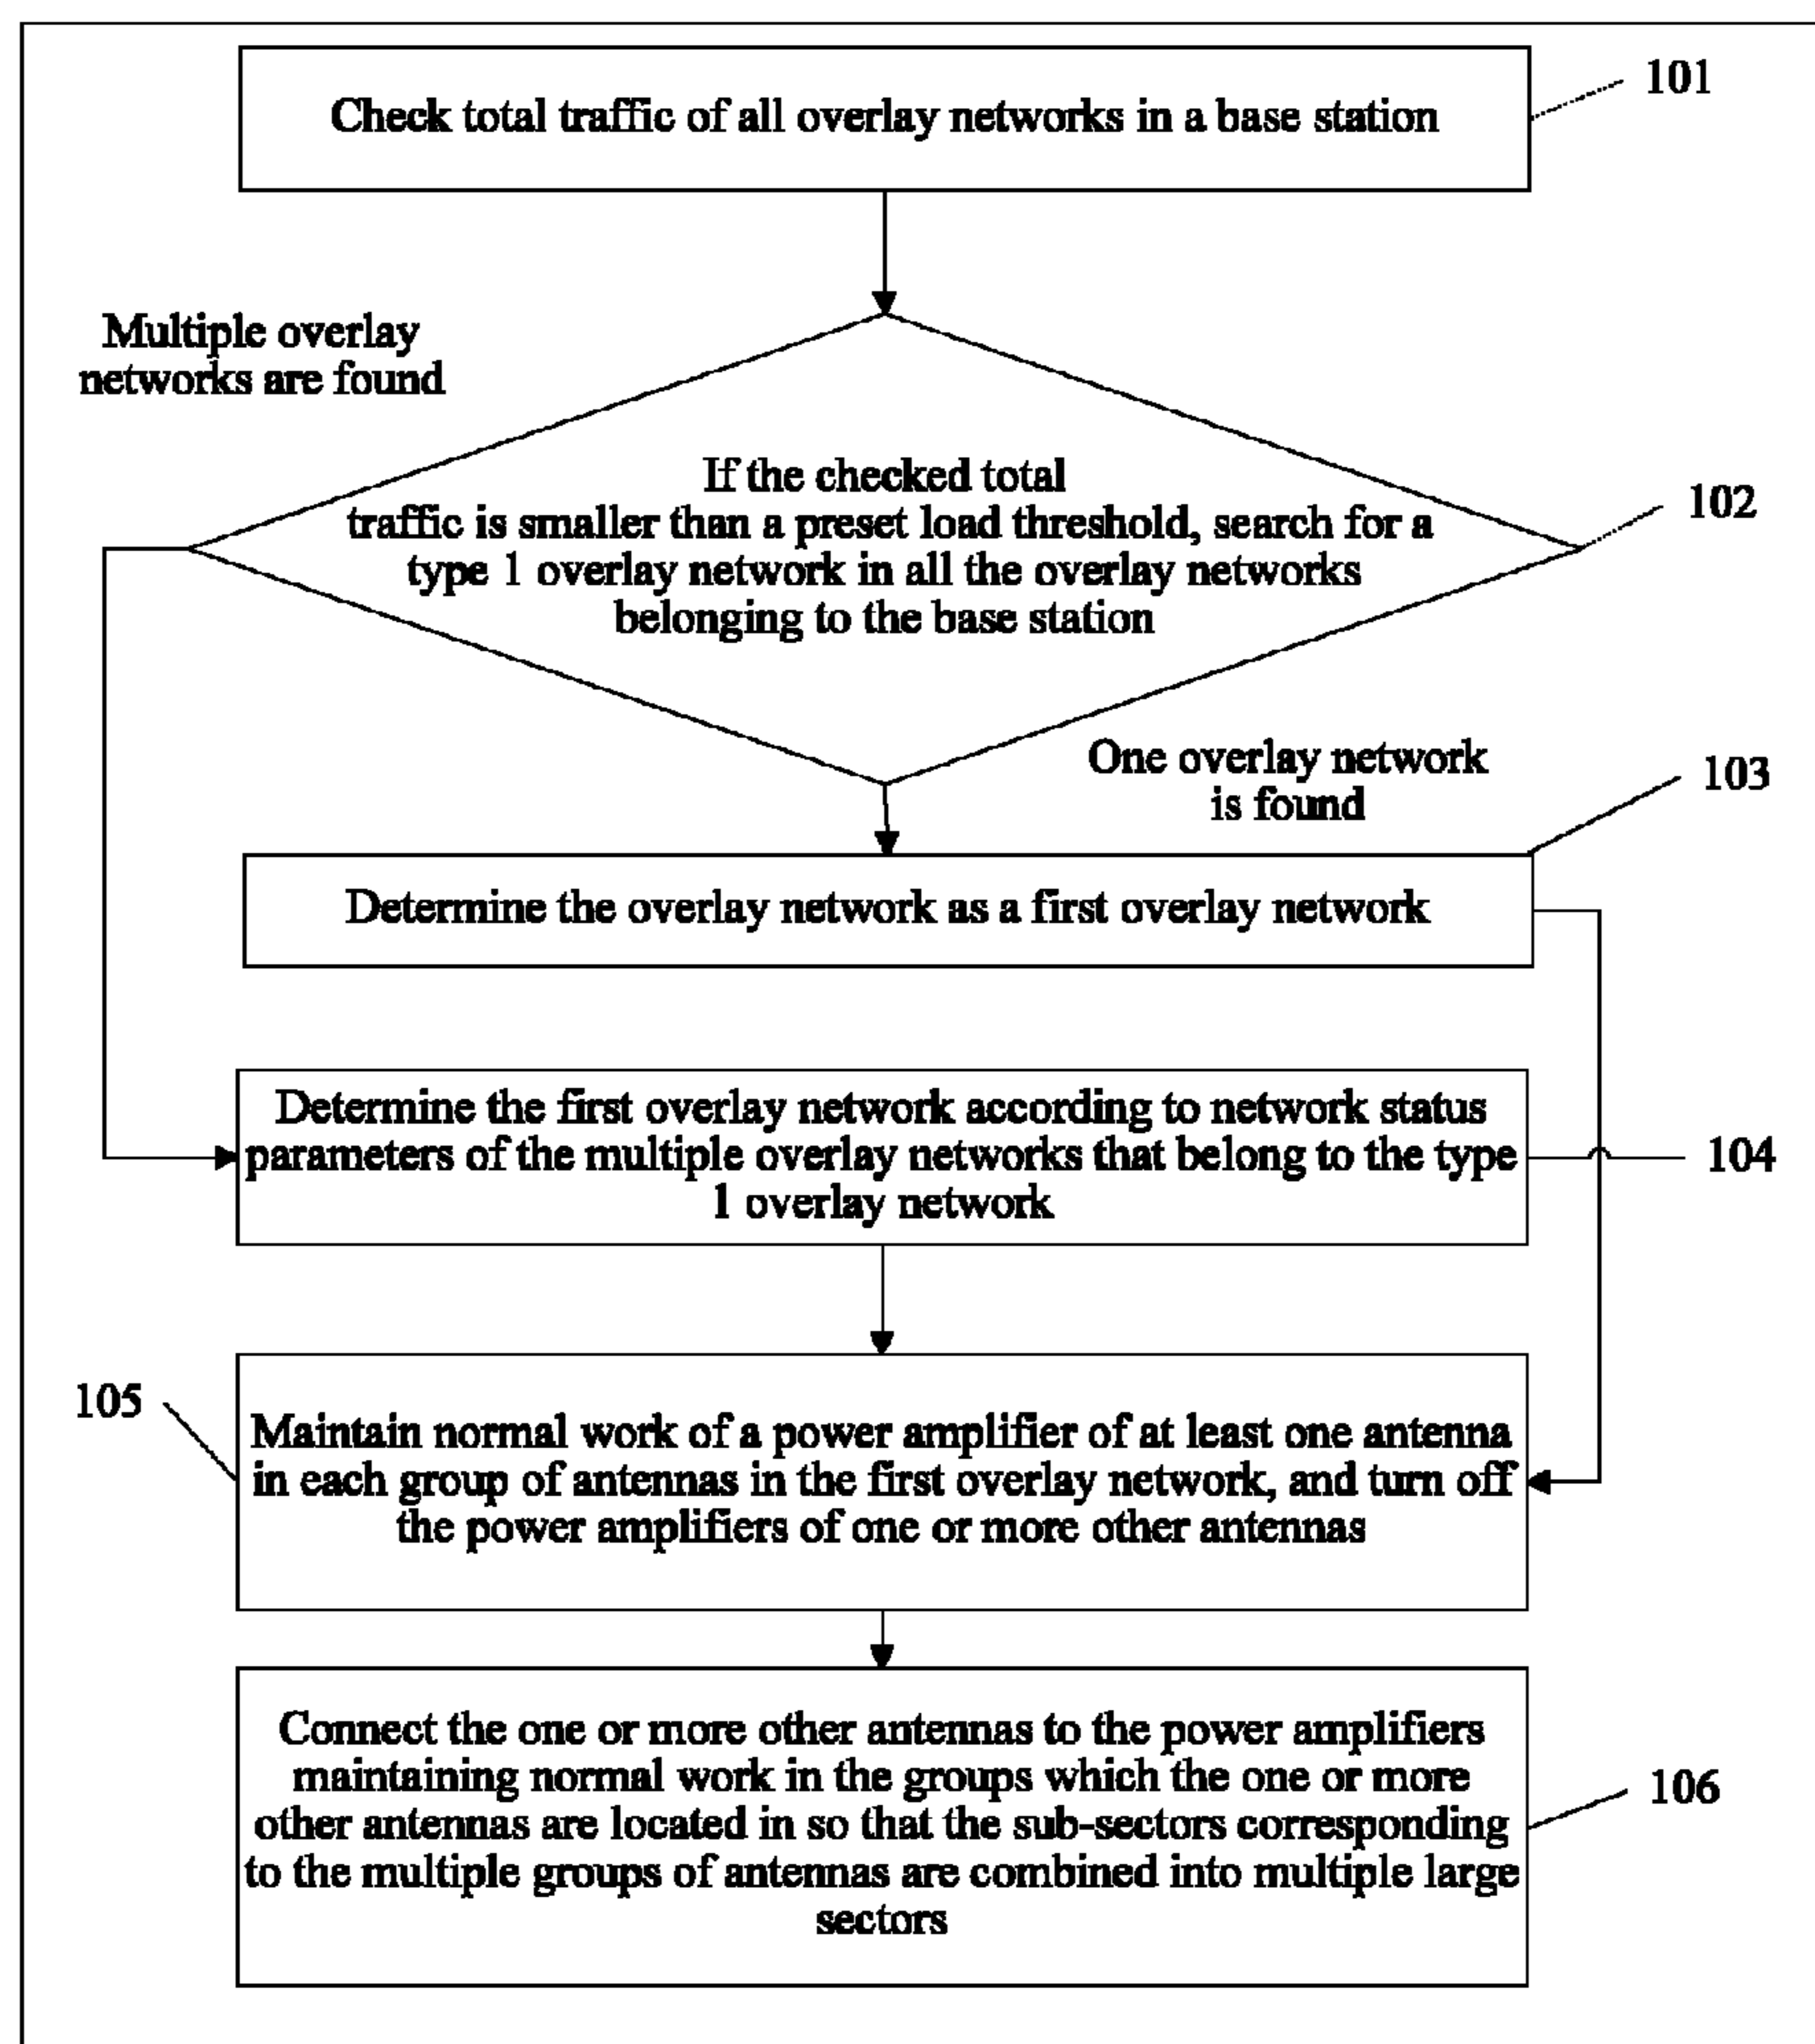 Check total traffic of all overlay networks in a base station
101
Multiple overlay
networks are found
If the checked total
traffic is smaller than a preset load threshold, search for a
type 1 overlay network in all the overlay networks
belonging to the base station
102
One overlay network
is found
103
Determine the overlay network as a first overlay network
Determine the first overlay network according to network status
parameters of the multiple overlay networks that belong to the type
1 overlay network
104
105
Maintain normal work of a power amplifier of at least one antenna
in each group of antennas in the first overlay network, and turn off
the power amplifiers of one or more other antennas
Connect the one or more other antennas to the power amplifiers
maintaining normal work in the groups which the one or more
other antennas are located in so that the sub-sectors corresponding
to the multiple groups of antennas are combined into multiple large
sectors
106